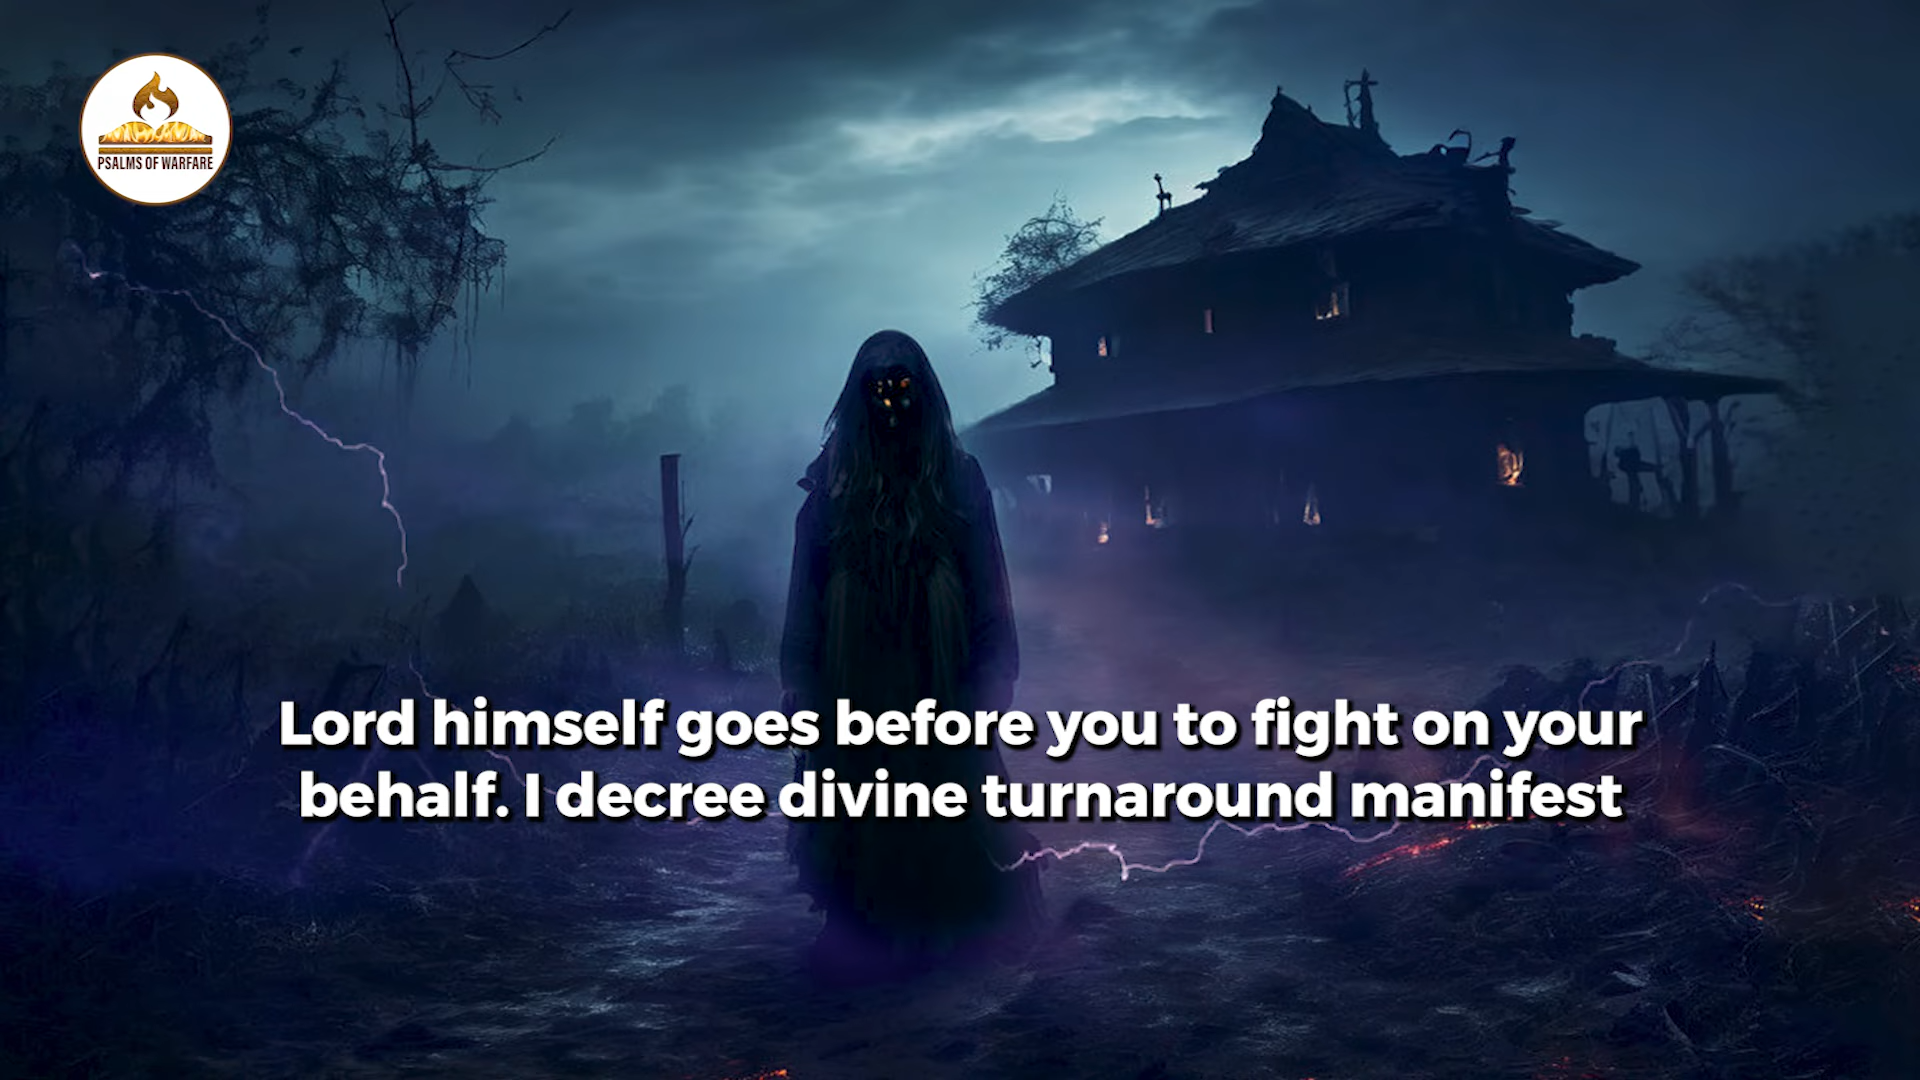 PSALMS OF WARFARE
Lord himself goes before you to fight on your
behalf. I decree divine turnaround manifest